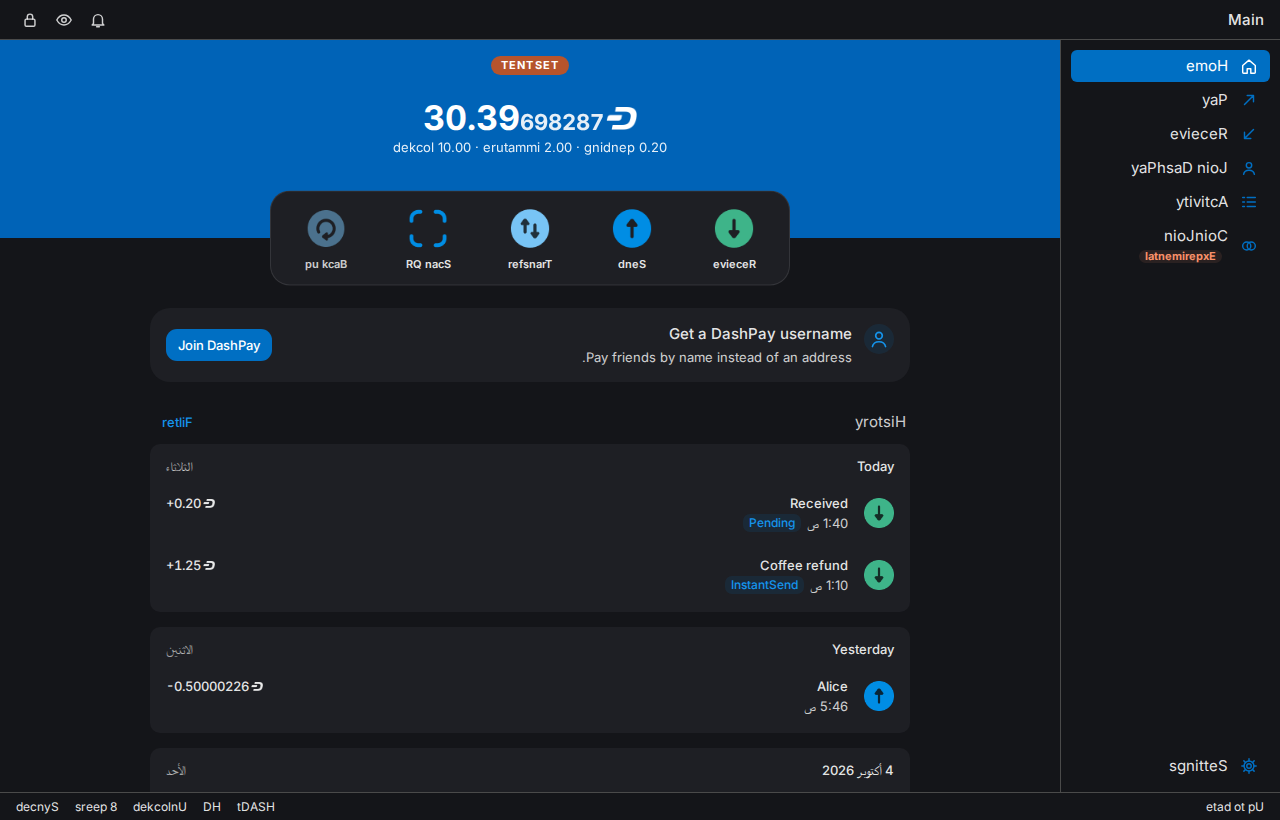 Main
emoH
yaP
evieceR
yaPhsaD nioJ
ytivitcA
nioJnioC
latnemirepxE
sgnitteS
TENTSET
30.39698287
dekcol 10.00 · erutammi 2.00 · gnidnep 0.20
evieceR
dneS
refsnarT
RQ nacS
pu kcaB
Get a DashPay username
.Pay friends by name instead of an address
Join DashPay
yrotsiH
retliF
Today
الثلاثاء
Received
+0.20
1:40 ص
Pending
Coffee refund
+1.25
1:10 ص
InstantSend
Yesterday
الاثنين
Alice
-0.50000226
5:46 ص
4 أكتوبر 2026
الأحد
etad ot pU
tDASH
DH
dekcolnU
sreep 8
decnyS